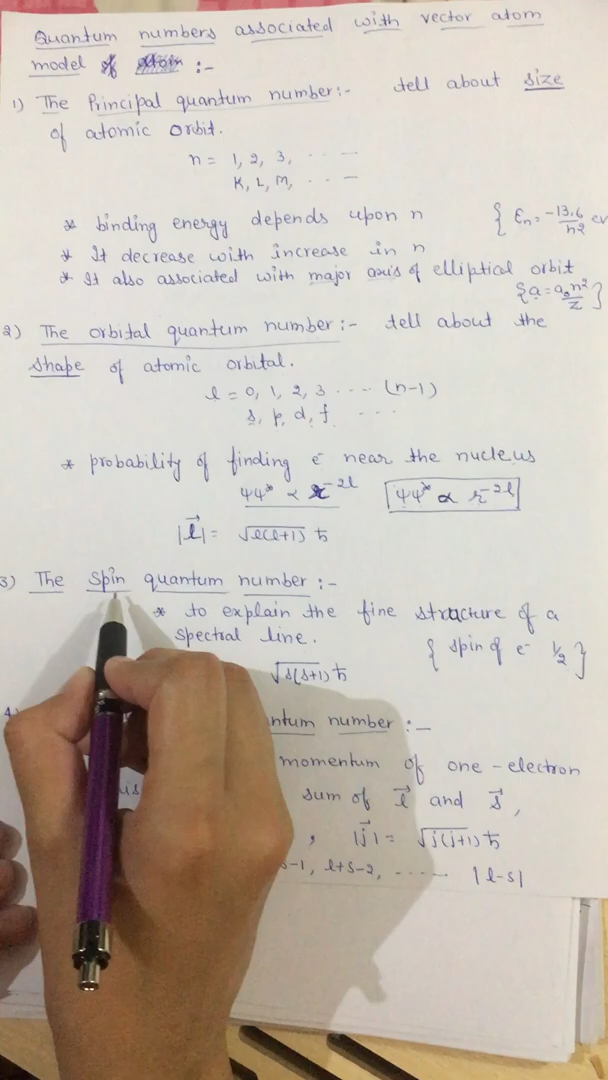 Quantum numbers associated with vector atom
model of :-
1) The Principal quantum number:- tell about size
of atomic orbit.
n = 1, 2, 3, ... —
K, L, M, ... —
* binding energy depends upon n { En = -13.6/n² ev
* It decrease with increase in n
* It also associated with major axis of elliptical orbit
{a = a₀n²/z}
2) The orbital quantum number:- tell about the
shape of atomic orbital.
l = 0, 1, 2, 3 .... (n-1)
s, p, d, f ...
* probability of finding e⁻ near the nucleus
ψψ* ∝ r⁻²ˡ ψψ* ∝ r⁻²ˡ
|l⃗| = √l(l+1) ħ
3) The spin quantum number :-
* to explain the fine structure of a
spectral line. { spin of e⁻ 1/2 }
√s(s+1) ħ
4) ntum number :-
momentum of one-electron
is sum of l⃗ and s⃗,
, |j⃗| = √j(j+1) ħ
s-1, l+s-2, ...... |l-s|